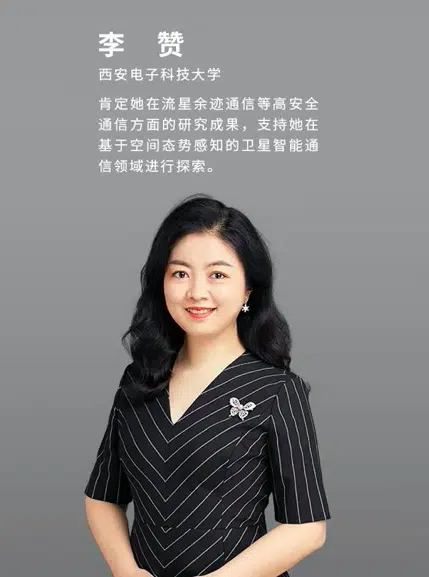 李 赞
西安电子科技大学
肯定她在流星余迹通信等高安全
通信方面的研究成果，支持她在
基于空间态势感知的卫星智能通
信领域进行探索。